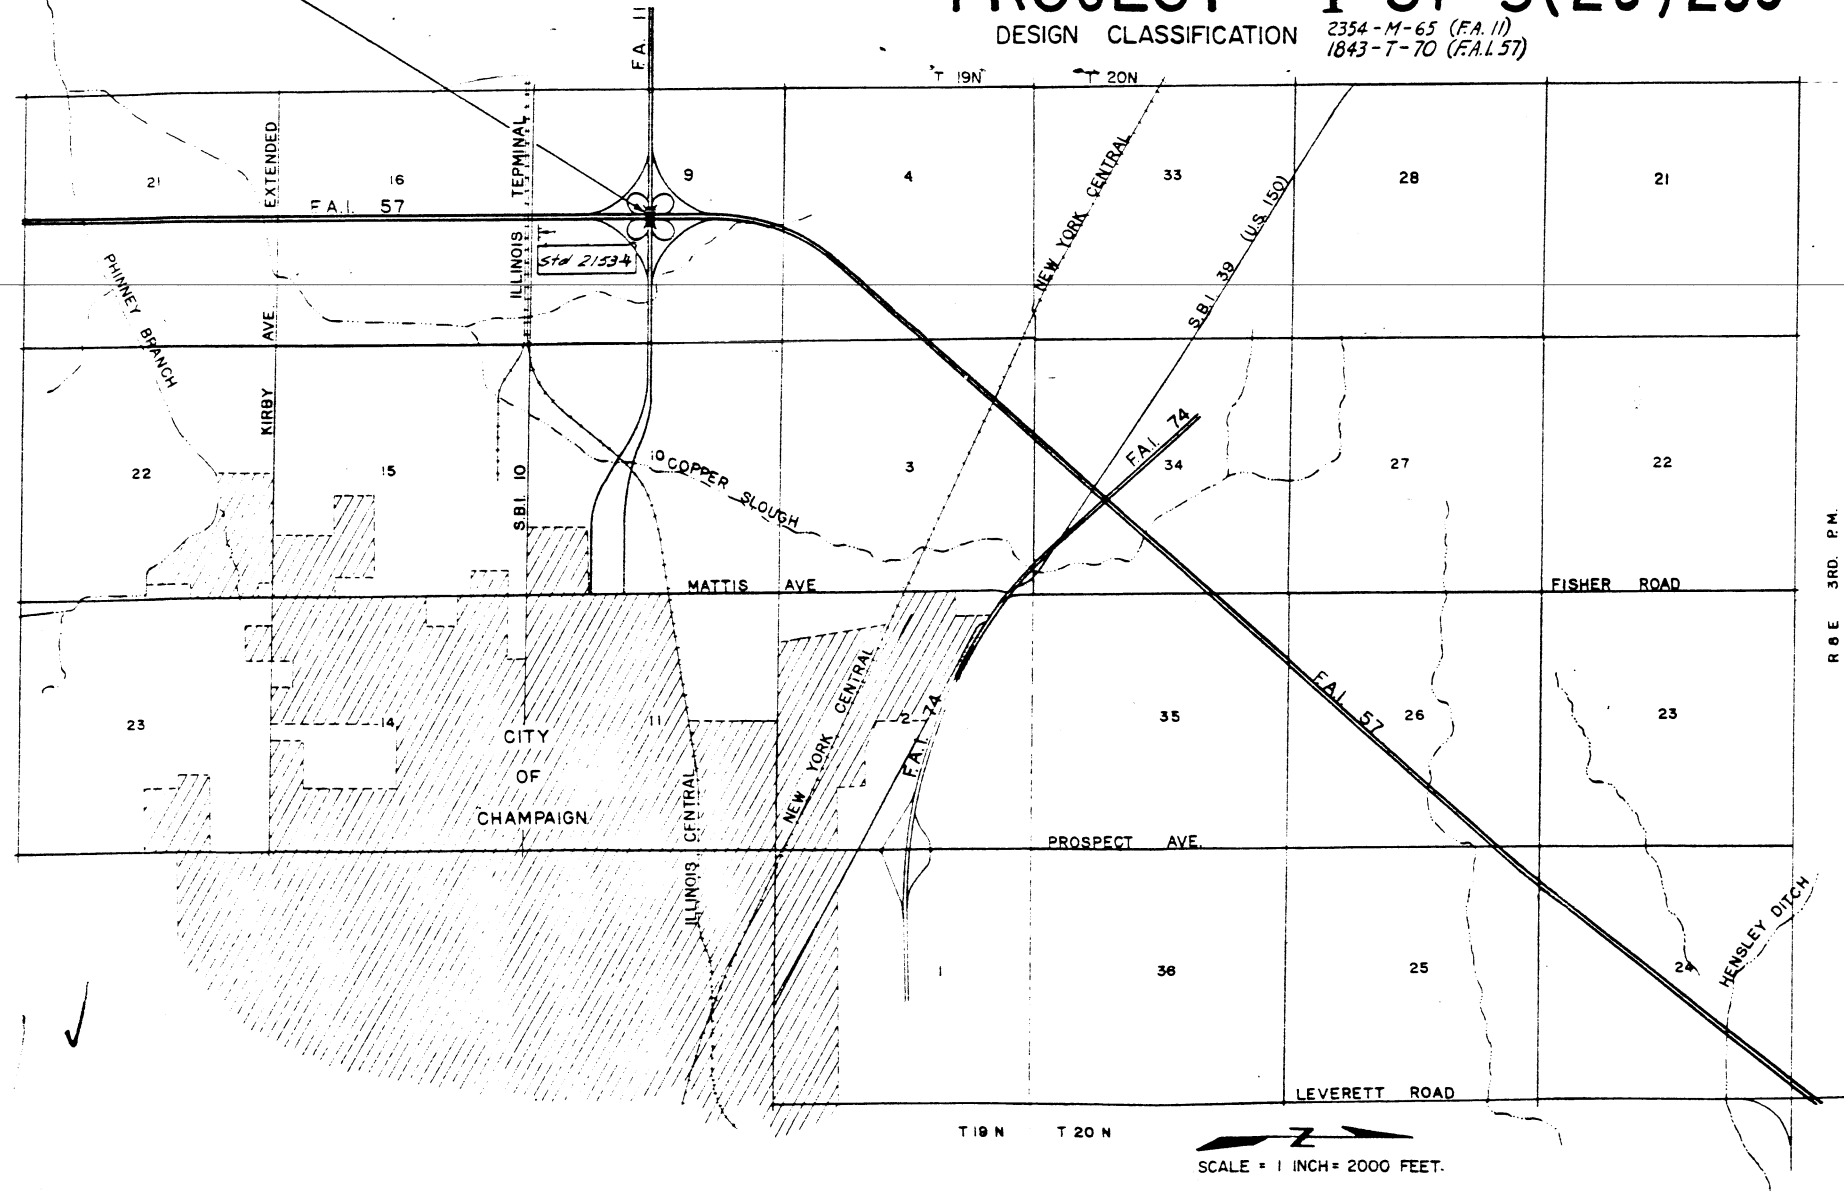 DESIGN CLASSIFICATION 2354-M-65 (F.A. 11)
1843-T-70 (F.A.I. 57)
F.A. 11
T 19N T 20N
21
EXTENDED
16
F.A.I. 57
ILLINOIS TEPMINAL
9
4
NEW YORK CENTRAL
33
S.B.I. 39 (U.S. 150)
28
21
Std 2153-4
PHINNEY BRANCH
KIRBY AVE
22
15
S.B.I. 10
10
COPPER SLOUGH
3
F.A.I. 74
34
27
22
MATTIS AVE
FISHER ROAD
R 8 E 3RD. P.M.
23
14
CITY
OF
CHAMPAIGN
11
ILLINOIS CENTRAL
NEW YORK CENTRAL
2
F.A.I. 74
35
F.A.I. 57
26
23
PROSPECT AVE.
1
36
25
24
HENSLEY DITCH
LEVERETT ROAD
T 19 N T 20 N
N
SCALE = 1 INCH = 2000 FEET.